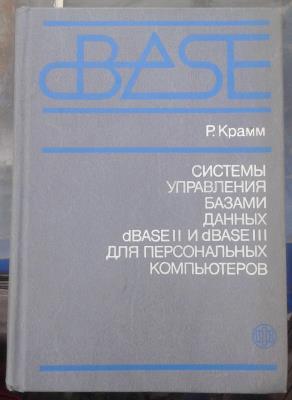 dBASE
Р. Крамм
СИСТЕМЫ
УПРАВЛЕНИЯ
БАЗАМИ
ДАННЫХ
dBASE II И dBASE III
ДЛЯ ПЕРСОНАЛЬНЫХ
КОМПЬЮТЕРОВ